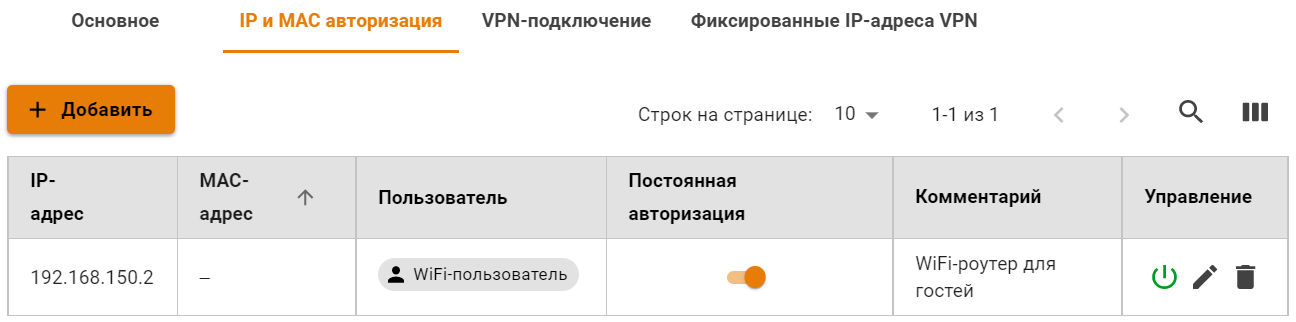 Основное IP и MAC авторизация VPN-подключение Фиксированные IP-адреса VPN
+ Добавить
Строк на странице: 10 1-1 из 1
IP-
адрес
MAC-
адрес
Пользователь
Постоянная
авторизация
Комментарий
Управление
192.168.150.2
–
WiFi-пользователь
WiFi-роутер для
гостей